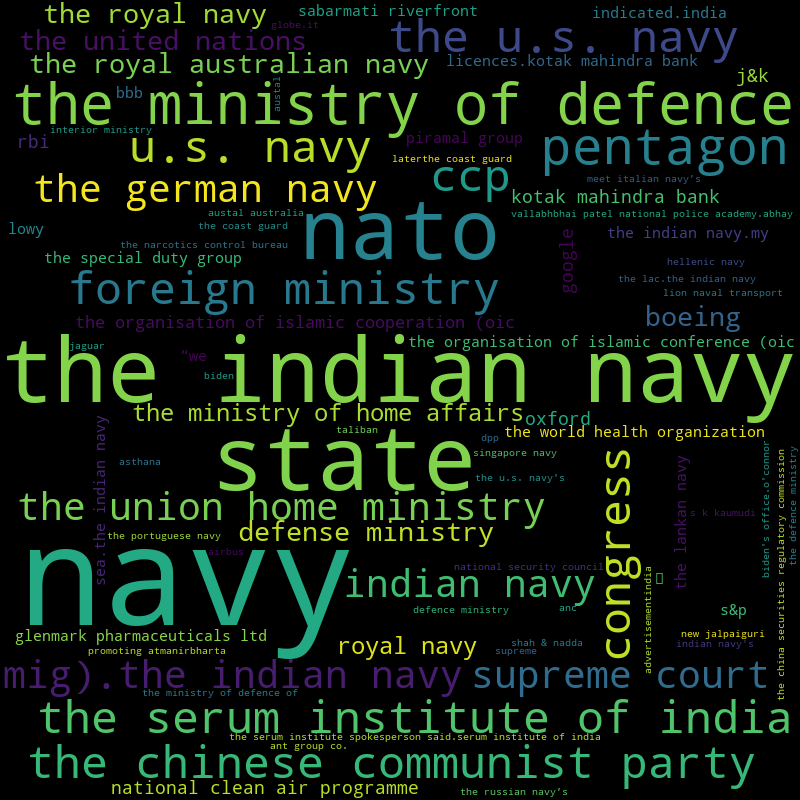 the royal navy
sabarmati riverfront
indicated.india
globe.it
the united nations
the u.s. navy
the royal australian navy
licences.kotak mahindra bank
j&k
bbb
austal
the ministry of defence
interior ministry
rbi
u.s. navy
piramal group
pentagon
laterthe coast guard
the german navy
ccp
meet italian navy’s
kotak mahindra bank
austal australia
nato
vallabhbhai patel national police academy.abhay
lowy
the coast guard
google
the indian navy.my
the narcotics control bureau
the special duty group
hellenic navy
foreign ministry
the lac.the indian navy
lion naval transport
the organisation of islamic cooperation (oic
boeing
jaguar
“we
the indian navy
the organisation of islamic conference (oic
biden
the ministry of home affairs
oxford
sea.the indian navy
state
taliban
dpp
the world health organization
asthana
singapore navy
congress
the lankan navy
biden's office.o'connor
the china securities regulatory commission
the defence ministry
the u.s. navy's
the union home ministry
s k kaumudi
the portuguese navy
defense ministry
navy
airbus
indian navy
national security council
advertisementindia
defence ministry
anc
s&p
glenmark pharmaceuticals ltd
royal navy
shah & nadda
new jalpaiguri
promoting atmanirbharta
supreme
indian navy's
mig).the indian navy
supreme court
the ministry of defence of
the serum institute of india
the serum institute spokesperson said.serum institute of india
ant group co.
the chinese communist party
national clean air programme
the russian navy’s